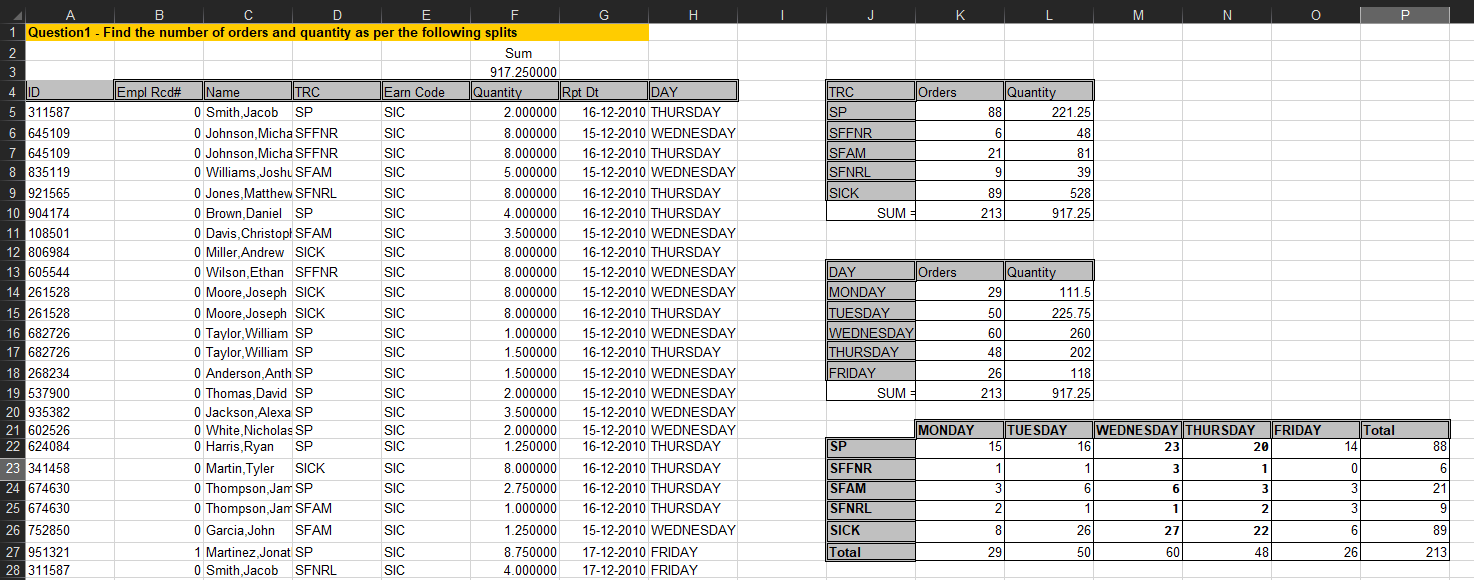 A B C D E F G H I J K L M N O P
1 Question1 - Find the number of orders and quantity as per the following splits
2 Sum
3 917.250000
4 ID Empl Rcd# Name TRC Earn Code Quantity Rpt Dt DAY TRC Orders Quantity
5 311587 0 Smith,Jacob SP SIC 2.000000 16-12-2010 THURSDAY SP 88 221.25
6 645109 0 Johnson,Micha SFFNR SIC 8.000000 15-12-2010 WEDNESDAY SFFNR 6 48
7 645109 0 Johnson,Micha SFFNR SIC 8.000000 16-12-2010 THURSDAY SFAM 21 81
8 835119 0 Williams,Joshu SFAM SIC 5.000000 15-12-2010 WEDNESDAY SFNRL 9 39
9 921565 0 Jones,Matthew SFNRL SIC 8.000000 16-12-2010 THURSDAY SICK 89 528
10 904174 0 Brown,Daniel SP SIC 4.000000 16-12-2010 THURSDAY SUM = 213 917.25
11 108501 0 Davis,Christoph SFAM SIC 3.500000 15-12-2010 WEDNESDAY
12 806984 0 Miller,Andrew SICK SIC 8.000000 16-12-2010 THURSDAY
13 605544 0 Wilson,Ethan SFFNR SIC 8.000000 15-12-2010 WEDNESDAY DAY Orders Quantity
14 261528 0 Moore,Joseph SICK SIC 8.000000 15-12-2010 WEDNESDAY MONDAY 29 111.5
15 261528 0 Moore,Joseph SICK SIC 8.000000 16-12-2010 THURSDAY TUESDAY 50 225.75
16 682726 0 Taylor,William SP SIC 1.000000 15-12-2010 WEDNESDAY WEDNESDAY 60 260
17 682726 0 Taylor,William SP SIC 1.500000 16-12-2010 THURSDAY THURSDAY 48 202
18 268234 0 Anderson,Anth SP SIC 1.500000 15-12-2010 WEDNESDAY FRIDAY 26 118
19 537900 0 Thomas,David SP SIC 2.000000 15-12-2010 WEDNESDAY SUM = 213 917.25
20 935382 0 Jackson,Alexa SP SIC 3.500000 15-12-2010 WEDNESDAY
21 602526 0 White,Nicholas SP SIC 2.000000 15-12-2010 WEDNESDAY MONDAY TUESDAY WEDNESDAY THURSDAY FRIDAY Total
22 624084 0 Harris,Ryan SP SIC 1.250000 16-12-2010 THURSDAY SP 15 16 23 20 14 88
23 341458 0 Martin,Tyler SICK SIC 8.000000 16-12-2010 THURSDAY SFFNR 1 1 3 1 0 6
24 674630 0 Thompson,Jam SP SIC 2.750000 16-12-2010 THURSDAY SFAM 3 6 6 3 3 21
25 674630 0 Thompson,Jam SFAM SIC 1.000000 16-12-2010 THURSDAY SFNRL 2 1 1 2 3 9
26 752850 0 Garcia,John SFAM SIC 1.250000 15-12-2010 WEDNESDAY SICK 8 26 27 22 6 89
27 951321 1 Martinez,Jonat SP SIC 8.750000 17-12-2010 FRIDAY Total 29 50 60 48 26 213
28 311587 0 Smith,Jacob SFNRL SIC 4.000000 17-12-2010 FRIDAY